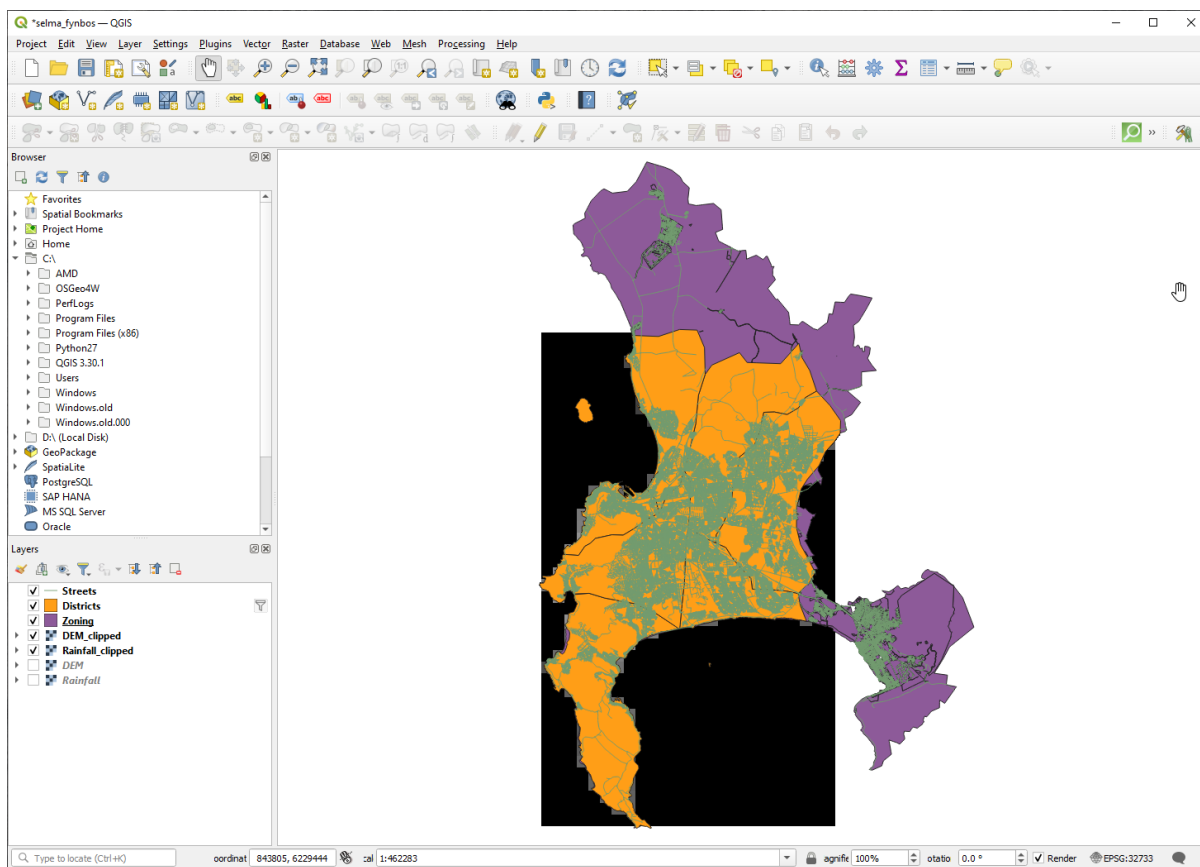 *selma_fynbos — QGIS
Project Edit View Layer Settings Plugins Vector Raster Database Web Mesh Processing Help
abc abc abc
Browser
Favorites
Spatial Bookmarks
Project Home
Home
C:\
AMD
OSGeo4W
PerfLogs
Program Files
Program Files (x86)
Python27
QGIS 3.30.1
Users
Windows
Windows.old
Windows.old.000
D:\ (Local Disk)
GeoPackage
SpatiaLite
PostgreSQL
SAP HANA
MS SQL Server
Oracle
Layers
Streets
Districts
Zoning
DEM_clipped
Rainfall_clipped
DEM
Rainfall
Type to locate (Ctrl+K) oordinat 843805, 6229444 :al 1:462283 agnifie 100% otatio 0.0 ° Render EPSG:32733